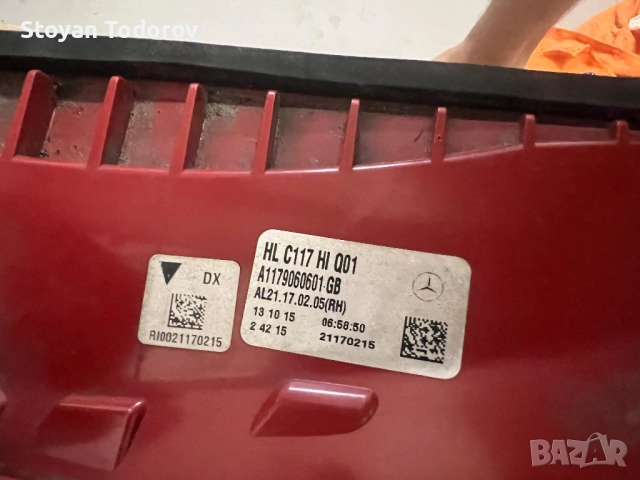 Stoyan Todorov
HL C117 HI Q01
A1179060601 GB
AL21.17.02.05(RH)
13 10 15 06:58:50
2 42 15 21170215
DX
RI0021170215
BAZAR